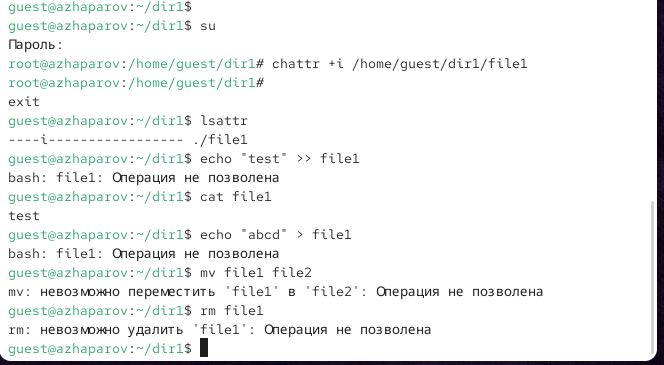 guest@azhaparov:~/dir1$
guest@azhaparov:~/dir1$ su
Пароль:
root@azhaparov:/home/guest/dir1# chattr +i /home/guest/dir1/file1
root@azhaparov:/home/guest/dir1#
exit
guest@azhaparov:~/dir1$ lsattr
----i----------------- ./file1
guest@azhaparov:~/dir1$ echo "test" >> file1
bash: file1: Операция не позволена
guest@azhaparov:~/dir1$ cat file1
test
guest@azhaparov:~/dir1$ echo "abcd" > file1
bash: file1: Операция не позволена
guest@azhaparov:~/dir1$ mv file1 file2
mv: невозможно переместить 'file1' в 'file2': Операция не позволена
guest@azhaparov:~/dir1$ rm file1
rm: невозможно удалить 'file1': Операция не позволена
guest@azhaparov:~/dir1$